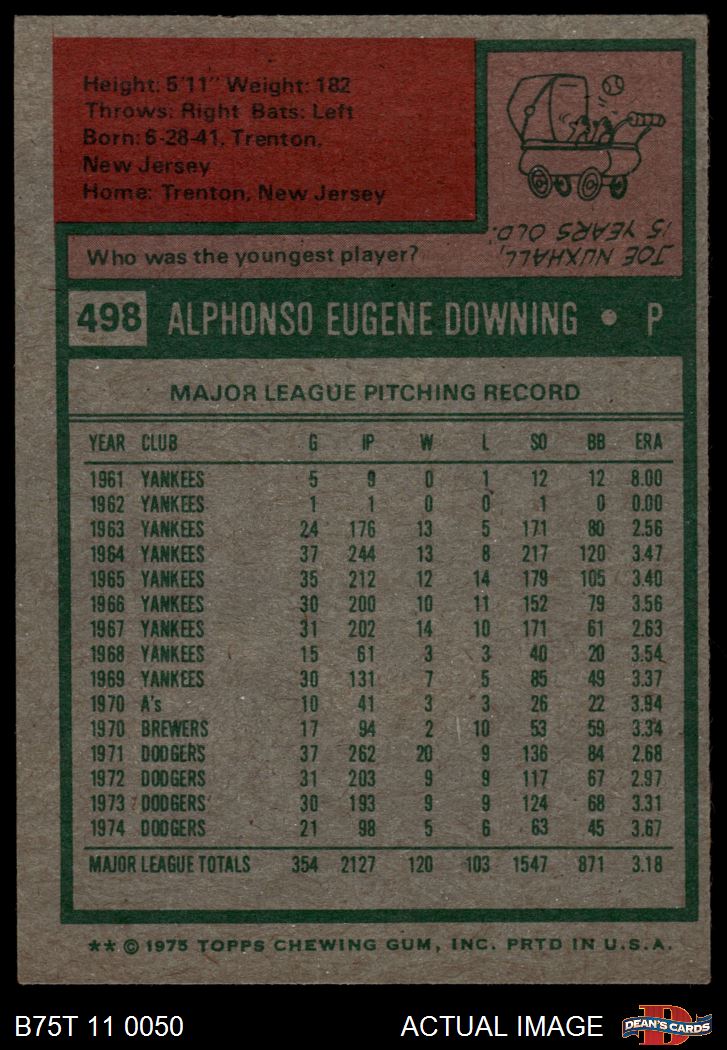 Height: 5'11" Weight: 182
Throws: Right Bats: Left
Born: 6-28-41, Trenton,
New Jersey
Home: Trenton, New Jersey
Who was the youngest player?
JOE NUXHALL,
15 YEARS OLD.
498 ALPHONSO EUGENE DOWNING • P
MAJOR LEAGUE PITCHING RECORD
YEAR CLUB G IP W L SO BB ERA
1961 YANKEES 5 9 0 1 12 12 8.00
1962 YANKEES 1 1 0 0 1 0 0.00
1963 YANKEES 24 176 13 5 171 80 2.56
1964 YANKEES 37 244 13 8 217 120 3.47
1965 YANKEES 35 212 12 14 179 105 3.40
1966 YANKEES 30 200 10 11 152 79 3.56
1967 YANKEES 31 202 14 10 171 61 2.63
1968 YANKEES 15 61 3 3 40 20 3.54
1969 YANKEES 30 131 7 5 85 49 3.37
1970 A's 10 41 3 3 26 22 3.94
1970 BREWERS 17 94 2 10 53 59 3.34
1971 DODGERS 37 262 20 9 136 84 2.68
1972 DODGERS 31 203 9 9 117 67 2.97
1973 DODGERS 30 193 9 9 124 68 3.31
1974 DODGERS 21 98 5 6 63 45 3.67
MAJOR LEAGUE TOTALS 354 2127 120 103 1547 871 3.18
** © 1975 TOPPS CHEWING GUM, INC. PRTD IN U.S.A.
B75T 11 0050 ACTUAL IMAGE D DEAN'S CARDS